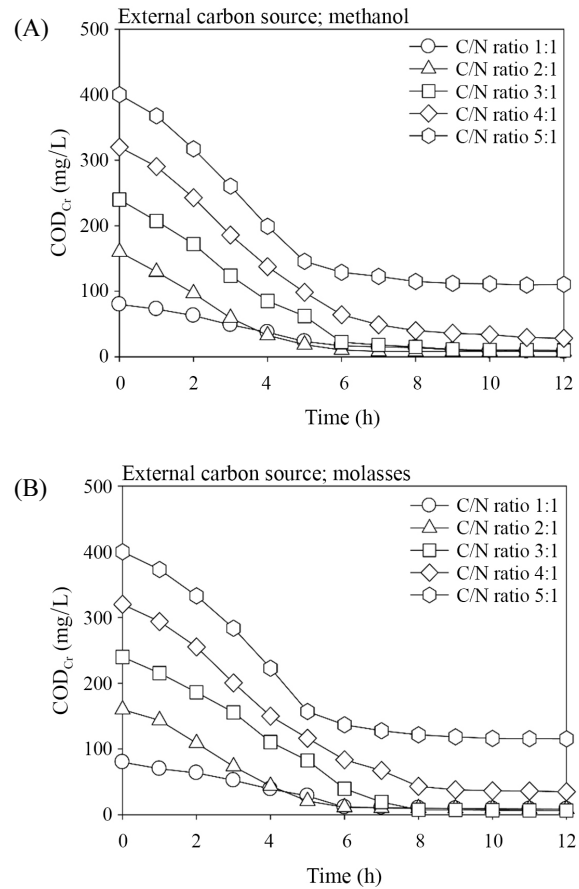 (A)
External carbon source; methanol
500
400
300
200
100
0
COD_Cr (mg/L)
C/N ratio 1:1
C/N ratio 2:1
C/N ratio 3:1
C/N ratio 4:1
C/N ratio 5:1
0 2 4 6 8 10 12
Time (h)
(B)
External carbon source; molasses
500
400
300
200
100
0
COD_Cr (mg/L)
C/N ratio 1:1
C/N ratio 2:1
C/N ratio 3:1
C/N ratio 4:1
C/N ratio 5:1
0 2 4 6 8 10 12
Time (h)